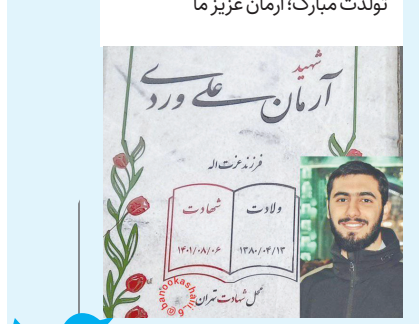 تولدت مبارک؛ آرمان عزیز ما
شهید
آرمان علی وردی
فرزند عزت اله
ولادت
۱۳۸۰/۰۴/۱۳
شهادت
۱۴۰۱/۰۸/۰۶
محل شهادت تهران
@banookashani_6